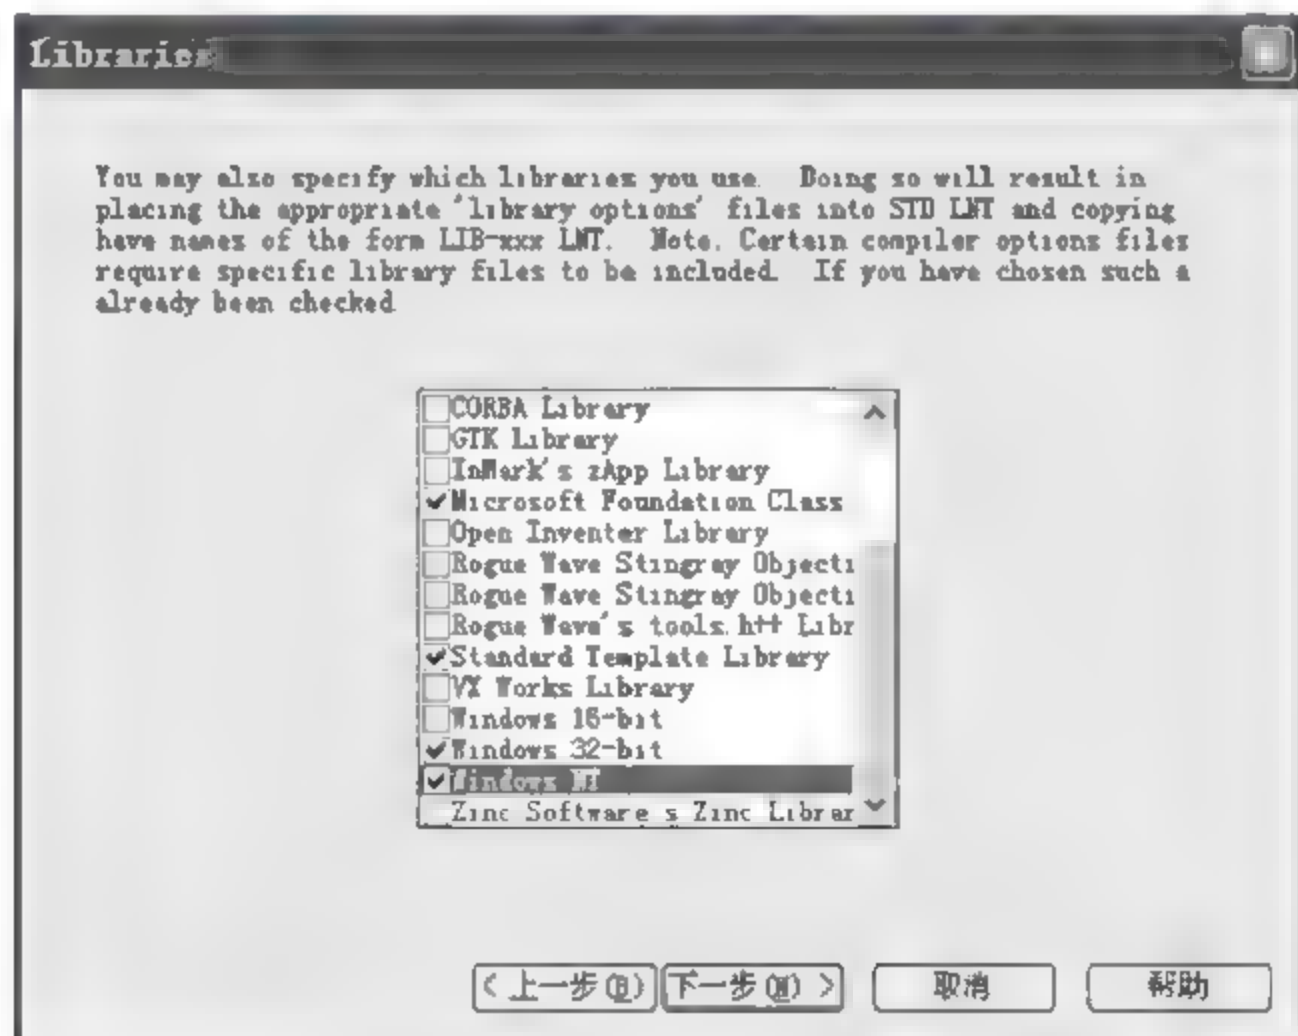 Libraries
You may also specify which libraries you use. Doing so will result in
placing the appropriate 'library options' files into STD LNT and copying
have names of the form LIB-xxx LNT. Note. Certain compiler options files
require specific library files to be included. If you have chosen such a
already been checked
CORBA Library
GTK Library
InMark's zApp Library
Microsoft Foundation Class
Open Inventer Library
Rogue Wave Stingray Objecti
Rogue Wave Stingray Objecti
Rogue Wave's tools.h++ Libr
Standard Template Library
VX Works Library
Windows 16-bit
Windows 32-bit
Windows NT
Zinc Software s Zinc Librar
< 上一步(B) 下一步(N) > 取消 帮助